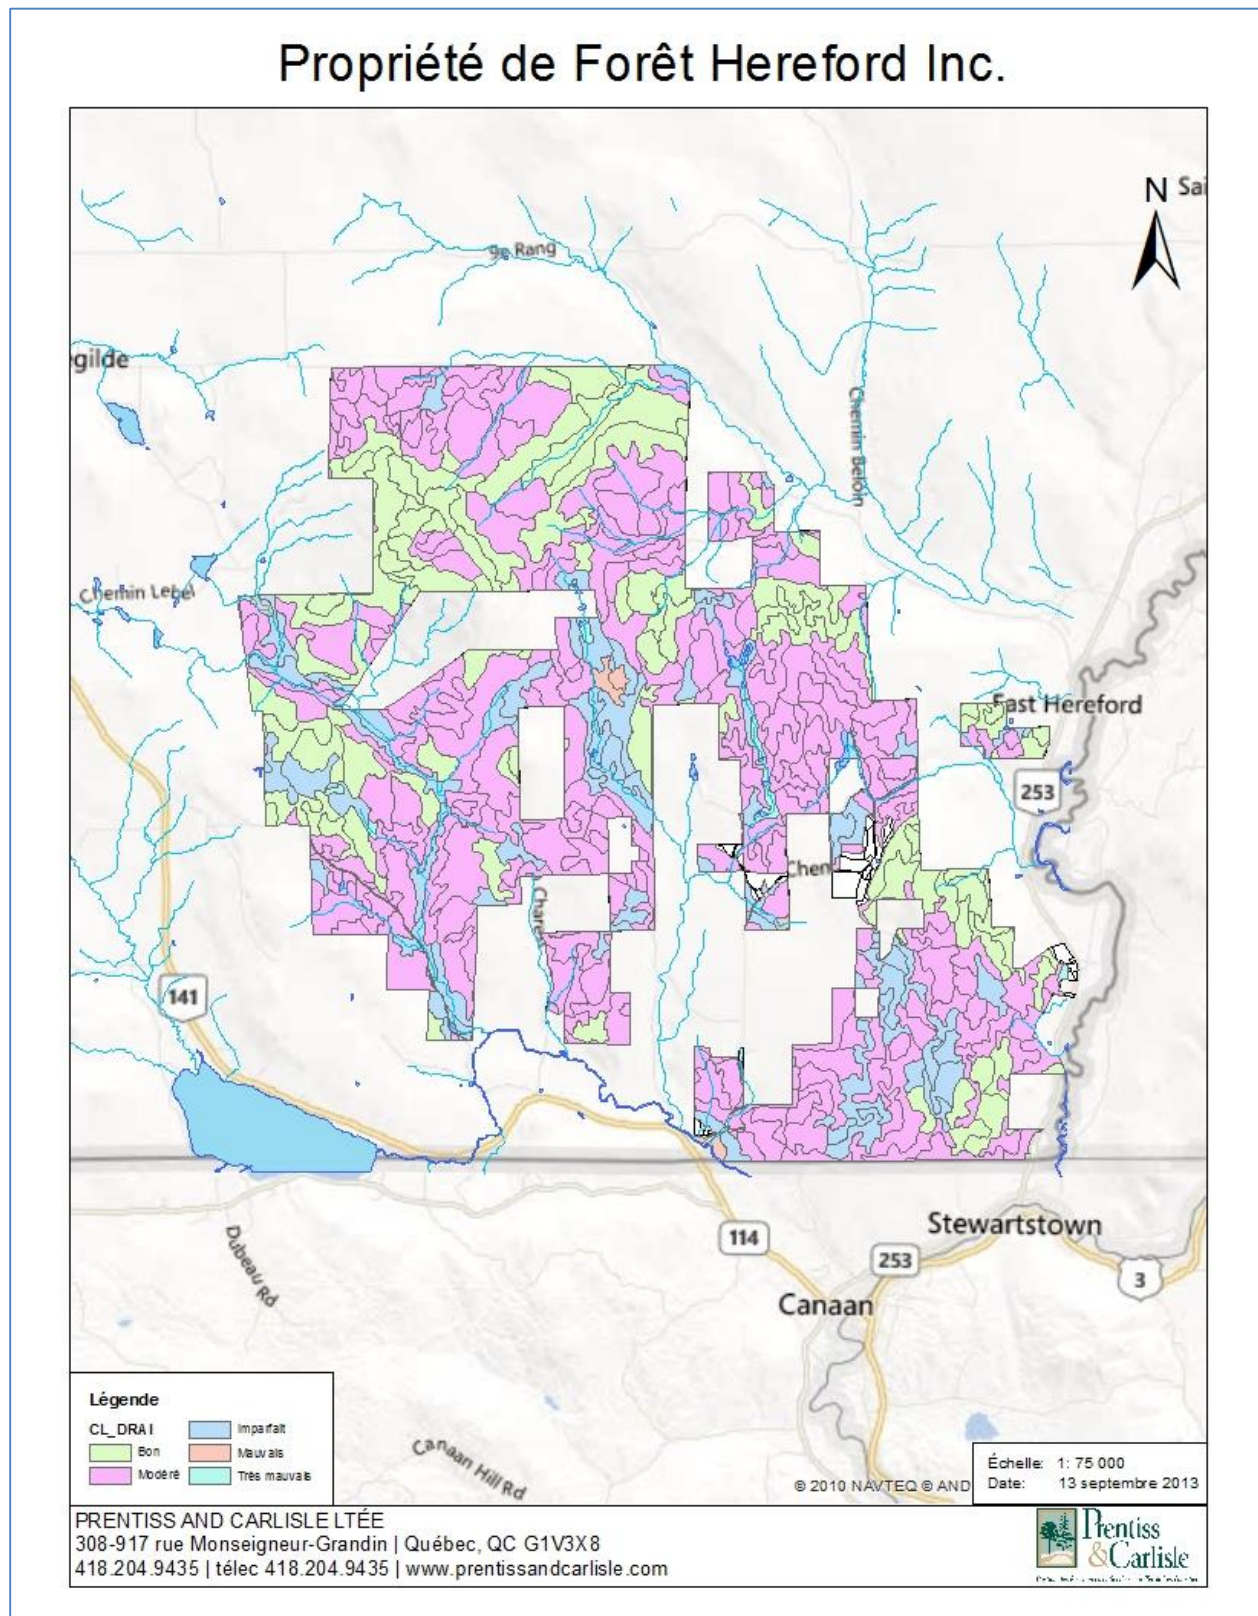 Propriété de Forêt Hereford Inc.
N
Sai
9e Rang
gilde
Chemin Beloin
Chemin Lebel
East Hereford
253
Chem
Chares
141
Stewartstown
114
253
3
Dubeau Rd
Canaan
Légende
CL_DRAI
Bon
Modéré
Imparfait
Mauvais
Très mauvais
Canaan Hill Rd
© 2010 NAVTEQ © AND
Échelle: 1: 75 000
Date: 13 septembre 2013
PRENTISS AND CARLISLE LTÉE
308-917 rue Monseigneur-Grandin | Québec, QC G1V3X8
418.204.9435 | télec 418.204.9435 | www.prentissandcarlisle.com
Prentiss
&Carlisle